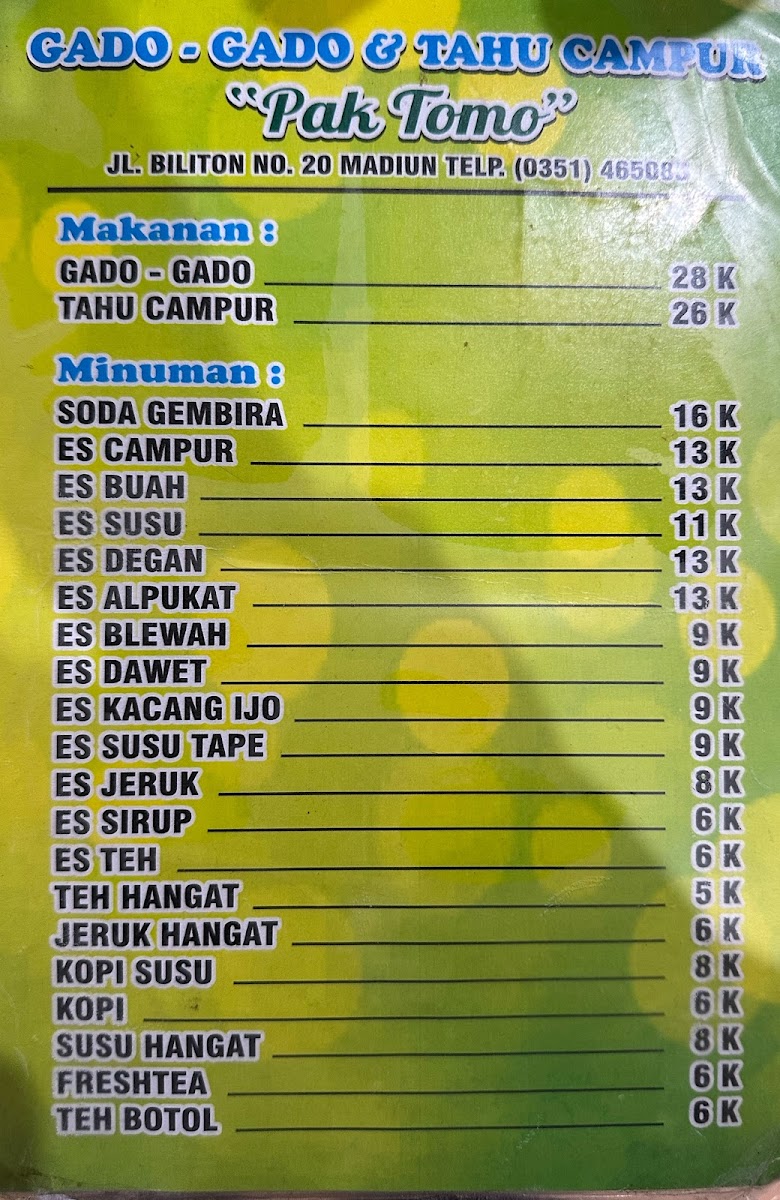 GADO - GADO & TAHU CAMPUR
"Pak Tomo"
JL. BILITON NO. 20 MADIUN TELP. (0351)
Makanan :
GADO - GADO 28 K
TAHU CAMPUR 26 K
Minuman :
SODA GEMBIRA 16 K
ES CAMPUR 13 K
ES BUAH 13 K
ES SUSU 11 K
ES DEGAN 13 K
ES ALPUKAT 13 K
ES BLEWAH 9 K
ES DAWET 9 K
ES KACANG IJO 9 K
ES SUSU TAPE 9 K
ES JERUK 8 K
ES SIRUP 6 K
ES TEH 6 K
TEH HANGAT 5 K
JERUK HANGAT 6 K
KOPI SUSU 8 K
KOPI 6 K
SUSU HANGAT 8 K
FRESHTEA 6 K
TEH BOTOL 6 K